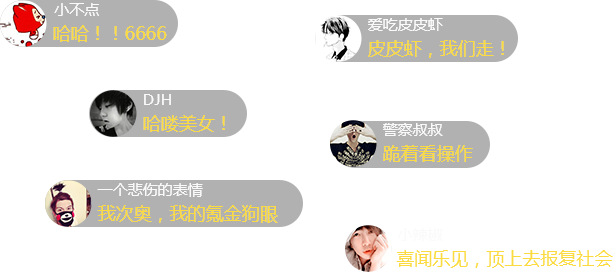 小不点
哈哈！！6666
爱吃皮皮虾
皮皮虾，我们走！
DJH
哈喽美女！
警察叔叔
跪着看操作
一个悲伤的表情
我次奥，我的氪金狗眼
喜闻乐见，顶上去报复社会